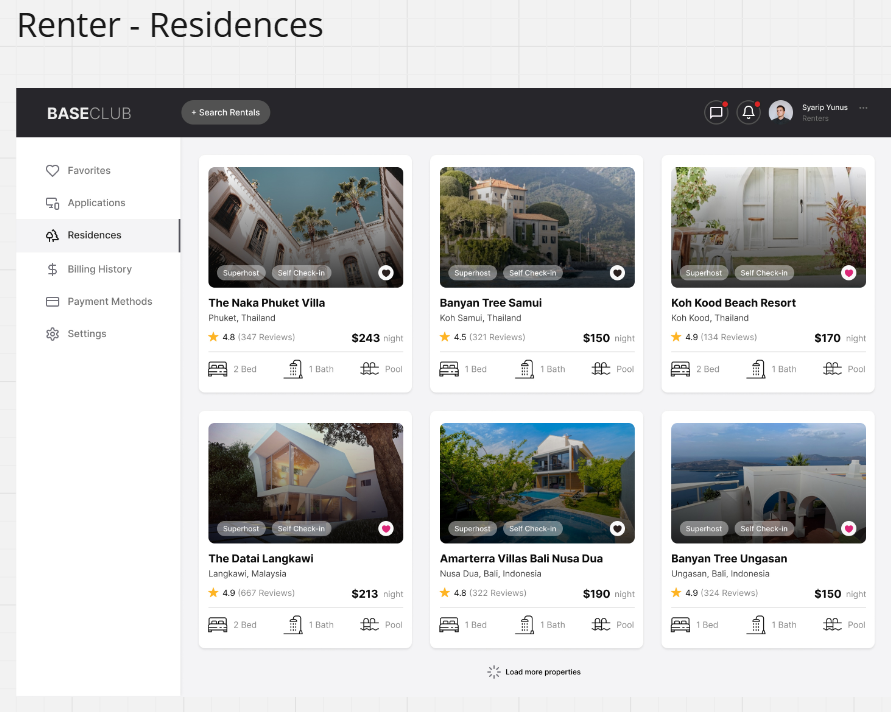 Renter - Residences
BASECLUB
+ Search Rentals
Syarip Yunus
Renters
Favorites
Applications
Residences
Billing History
Payment Methods
Settings
Superhost Self Check-in
The Naka Phuket Villa
Phuket, Thailand
4.8 (347 Reviews) $243 night
2 Bed 1 Bath Pool
Superhost Self Check-in
Banyan Tree Samui
Koh Samui, Thailand
4.5 (321 Reviews) $150 night
1 Bed 1 Bath Pool
Superhost Self Check-in
Koh Kood Beach Resort
Koh Kood, Thailand
4.9 (134 Reviews) $170 night
2 Bed 1 Bath Pool
Superhost Self Check-in
The Datai Langkawi
Langkawi, Malaysia
4.9 (667 Reviews) $213 night
2 Bed 1 Bath Pool
Superhost Self Check-in
Amarterra Villas Bali Nusa Dua
Nusa Dua, Bali, Indonesia
4.8 (322 Reviews) $190 night
1 Bed 1 Bath Pool
Superhost Self Check-in
Banyan Tree Ungasan
Ungasan, Bali, Indonesia
4.9 (324 Reviews) $150 night
1 Bed 1 Bath Pool
Load more properties